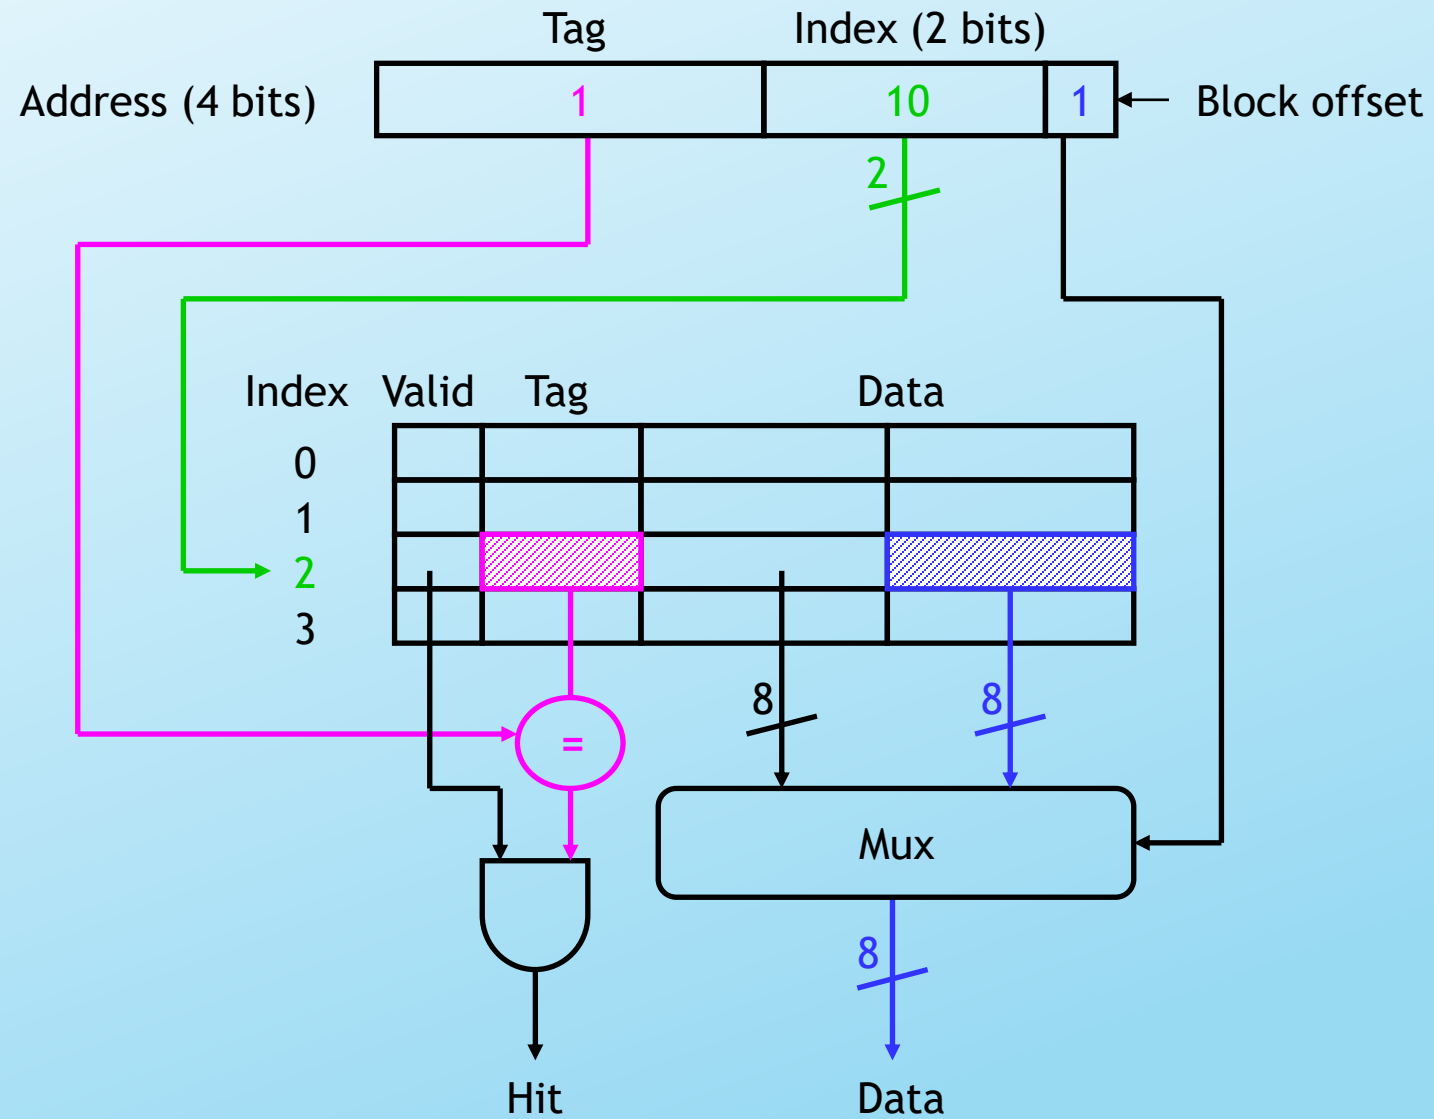 Tag Index (2 bits)
Address (4 bits) 1 10 1 Block offset
2
Index Valid Tag Data
0
1
2
3
8 8
=
Mux
8
Hit Data